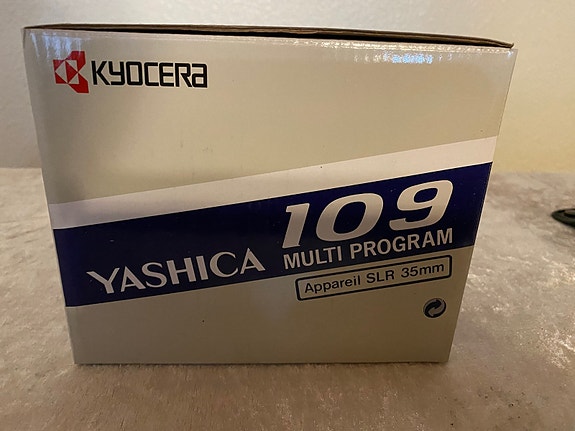 KYOCERA
109
YASHICA MULTI PROGRAM
Appareil SLR 35mm